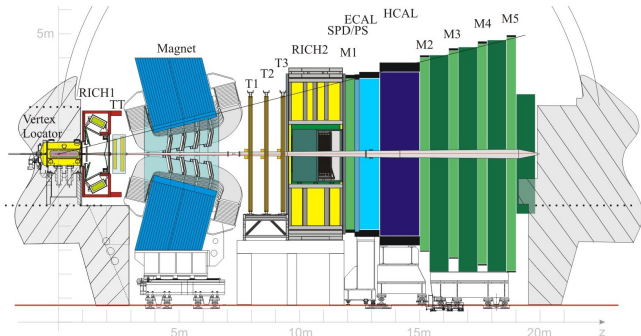 5m
Vertex
Locator
RICH1
TT
Magnet
T1
T2
T3
RICH2
SPD/PS
M1
ECAL
HCAL
M2
M3
M4
M5
5m
10m
15m
20m
z